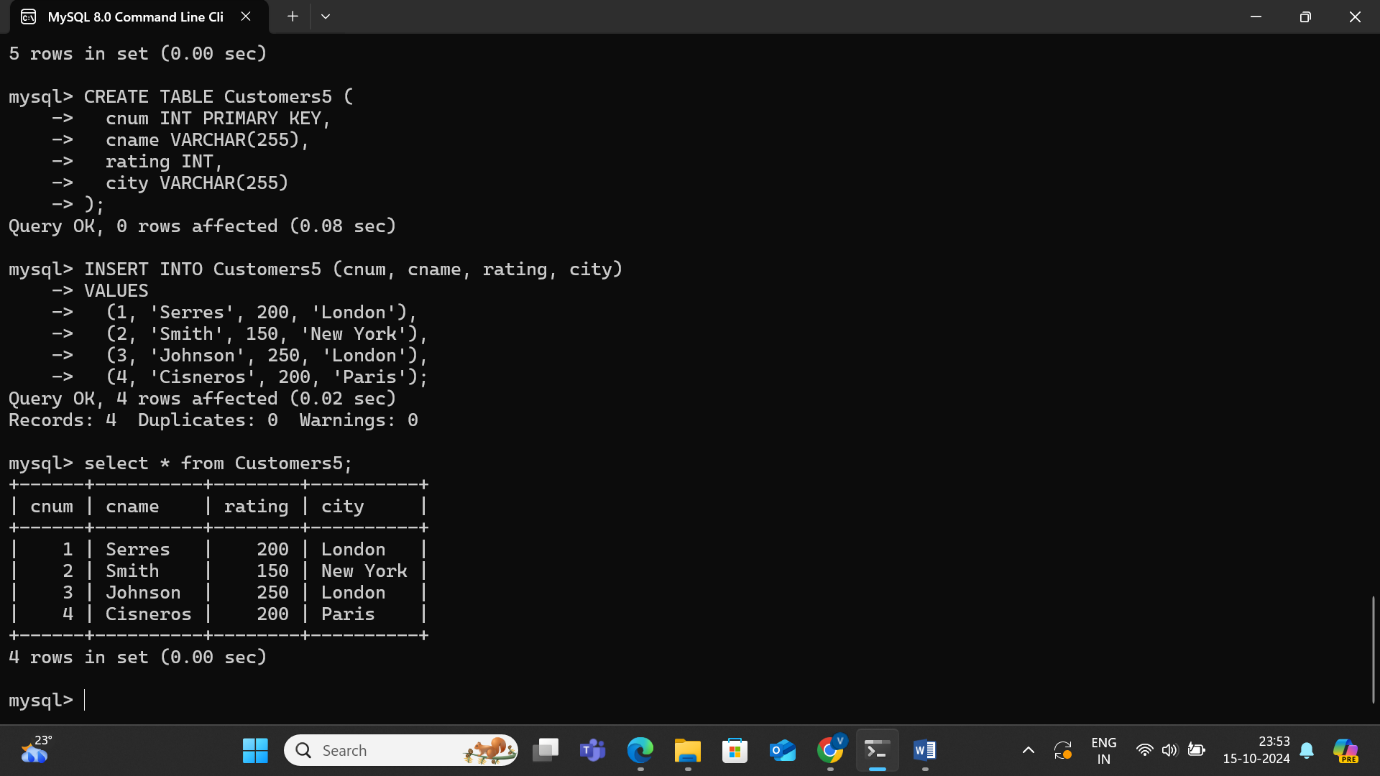 MySQL 8.0 Command Line Cli
5 rows in set (0.00 sec)
mysql> CREATE TABLE Customers5 (
    ->   cnum INT PRIMARY KEY,
    ->   cname VARCHAR(255),
    ->   rating INT,
    ->   city VARCHAR(255)
    -> );
Query OK, 0 rows affected (0.08 sec)
mysql> INSERT INTO Customers5 (cnum, cname, rating, city)
    -> VALUES
    ->   (1, 'Serres', 200, 'London'),
    ->   (2, 'Smith', 150, 'New York'),
    ->   (3, 'Johnson', 250, 'London'),
    ->   (4, 'Cisneros', 200, 'Paris');
Query OK, 4 rows affected (0.02 sec)
Records: 4  Duplicates: 0  Warnings: 0
mysql> select * from Customers5;
+------+----------+--------+----------+
| cnum | cname    | rating | city     |
+------+----------+--------+----------+
|    1 | Serres   |    200 | London   |
|    2 | Smith    |    150 | New York |
|    3 | Johnson  |    250 | London   |
|    4 | Cisneros |    200 | Paris    |
+------+----------+--------+----------+
4 rows in set (0.00 sec)
mysql>
23°
Search
ENG
IN
23:53
15-10-2024
PRE